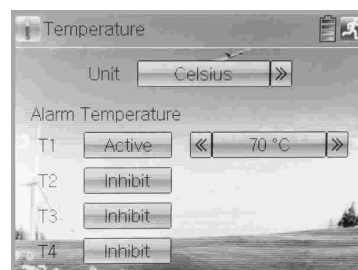 Temperature
Unit Celsius »
Alarm Temperature
T1 Active « 70 °C »
T2 Inhibit
T3 Inhibit
T4 Inhibit